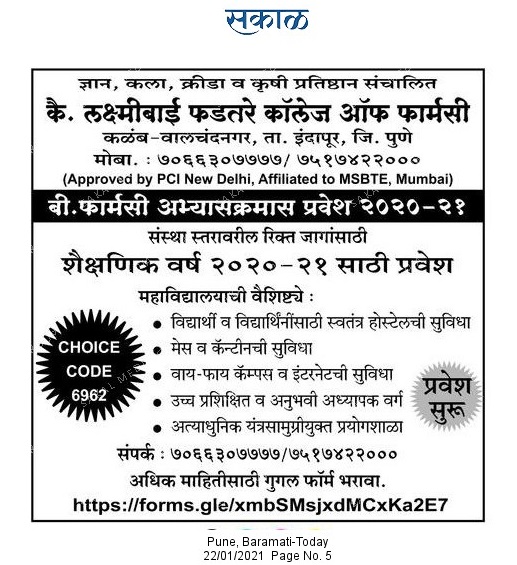 सकाळ
ज्ञान, कला, क्रीडा व कृषी प्रतिष्ठान संचालित
कै. लक्ष्मीबाई फडतरे कॉलेज ऑफ फार्मसी
कळंब-वालचंदनगर, ता. इंदापूर, जि. पुणे
मोबा. : ७०६६३०७७७७/ ७५१७४२२०००
(Approved by PCI New Delhi, Affiliated to MSBTE, Mumbai)
बी.फार्मसी अभ्यासक्रमास प्रवेश २०२०-२१
संस्था स्तरावरील रिक्त जागांसाठी
शैक्षणिक वर्ष २०२०-२१ साठी प्रवेश
महाविद्यालयाची वैशिष्ट्ये :
• विद्यार्थी व विद्यार्थिनींसाठी स्वतंत्र होस्टेलची सुविधा
• मेस व कॅन्टीनची सुविधा
• वाय-फाय कॅम्पस व इंटरनेटची सुविधा
• उच्च प्रशिक्षित व अनुभवी अध्यापक वर्ग
• अत्याधुनिक यंत्रसामुग्रीयुक्त प्रयोगशाळा
CHOICE
CODE
6962
प्रवेश
सुरू
संपर्क : ७०६६३०७७७७/७५१७४२२०००
अधिक माहितीसाठी गुगल फॉर्म भरावा.
https://forms.gle/xmbSMsjxdMCxKa2E7
Pune, Baramati-Today
22/01/2021 Page No. 5